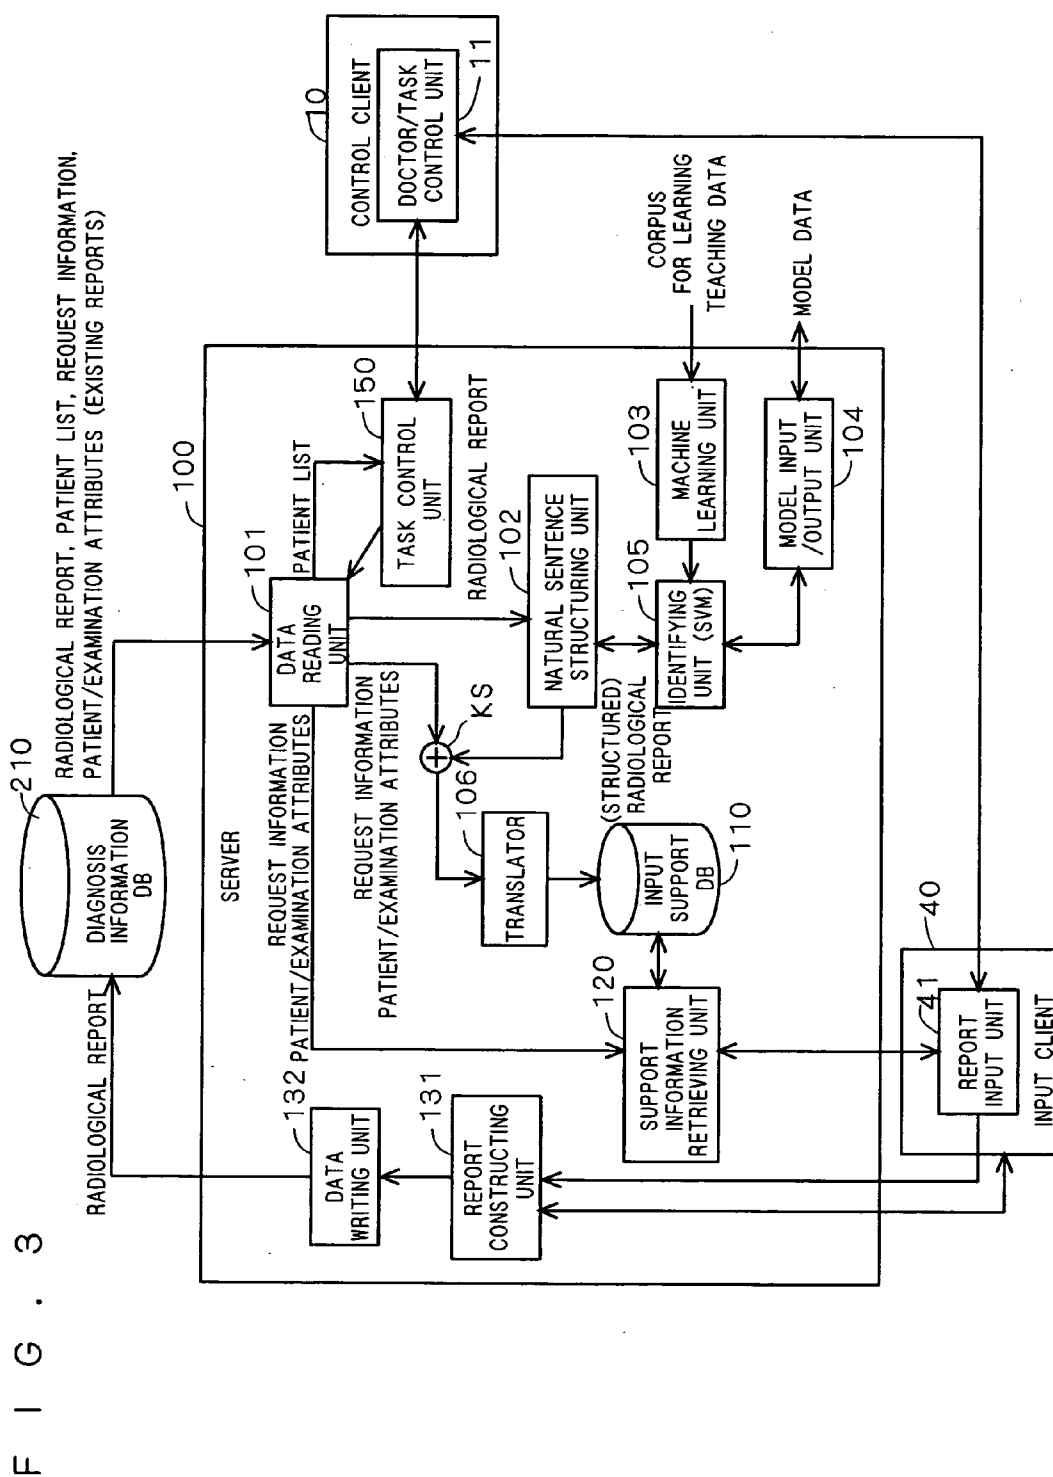 FIG. 3
RADIOLOGICAL REPORT
210
DIAGNOSIS
INFORMATION
DB
RADIOLOGICAL REPORT, PATIENT LIST, REQUEST INFORMATION,
PATIENT/EXAMINATION ATTRIBUTES (EXISTING REPORTS)
100
SERVER
10
CONTROL CLIENT
DOCTOR/TASK
CONTROL UNIT
11
132
DATA
WRITING UNIT
131
REPORT
CONSTRUCTING
UNIT
REQUEST INFORMATION
PATIENT/EXAMINATION ATTRIBUTES
101
DATA
READING
UNIT
PATIENT LIST
150
TASK CONTROL
UNIT
REQUEST INFORMATION
PATIENT/EXAMINATION ATTRIBUTES
KS
RADIOLOGICAL REPORT
106
TRANSLATOR
102
NATURAL SENTENCE
STRUCTURING UNIT
(STRUCTURED)
RADIOLOGICAL
REPORT
120
SUPPORT
INFORMATION
RETRIEVING UNIT
INPUT
SUPPORT
DB
110
105
IDENTIFYING
UNIT (SVM)
103
MACHINE
LEARNING UNIT
CORPUS
FOR LEARNING
TEACHING DATA
MODEL INPUT
/OUTPUT UNIT
104
MODEL DATA
40
41
REPORT
INPUT UNIT
INPUT CLIENT